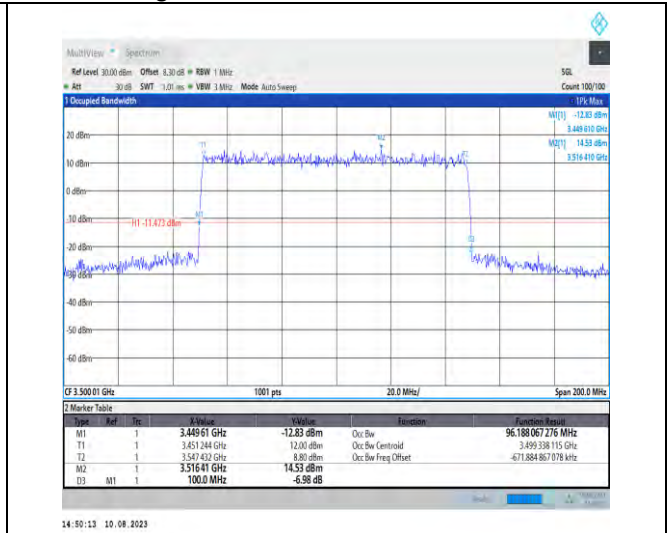 MultiView Spectrum
Ref Level 30.00 dBm Offset 8.30 dB RBW 1 MHz SGL
Att 30 dB SWT 1.01 ms VBW 3 MHz Mode Auto Sweep Count 100/100
1 Occupied Bandwidth 1Pk Max
M1[1] -12.83 dBm
3.449 610 GHz
M2[1] 14.53 dBm
3.516 410 GHz
20 dBm
M2
T1
10 dBm
0 dBm
M1
-10 dBm
H1 -11.473 dBm
-20 dBm
-30 dBm
-40 dBm
-50 dBm
-60 dBm
CF 3.500 01 GHz 1001 pts 20.0 MHz/ Span 200.0 MHz
2 Marker Table
Type Ref Trc X-Value Y-Value Function Function Result
M1 1 3.449 61 GHz -12.83 dBm Occ Bw 96.188 067 276 MHz
T1 1 3.451 244 GHz 12.00 dBm Occ Bw Centroid 3.499 338 115 GHz
T2 1 3.547 432 GHz 8.80 dBm Occ Bw Freq Offset -671.884 867 078 kHz
M2 1 3.516 41 GHz 14.53 dBm
D3 M1 1 100.0 MHz -6.98 dB
14:50:13 10.08.2023